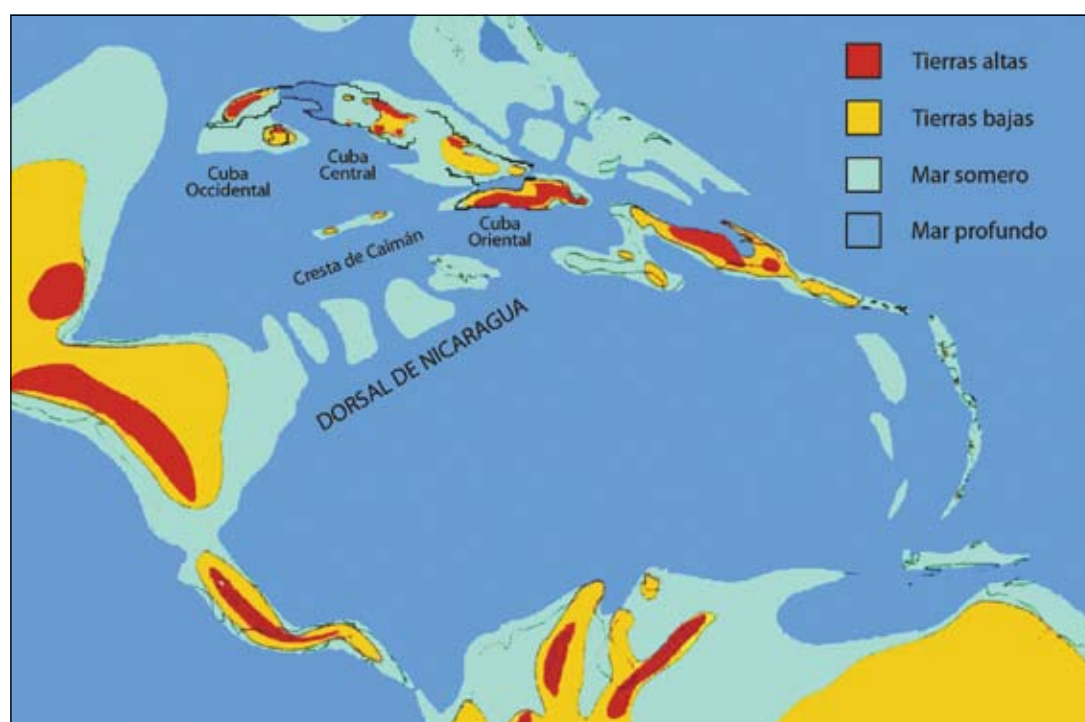 Tierras altas
Tierras bajas
Mar somero
Mar profundo
Cuba
Occidental
Cuba
Central
Cuba
Oriental
Cresta de Caimán
DORSAL DE NICARAGUA